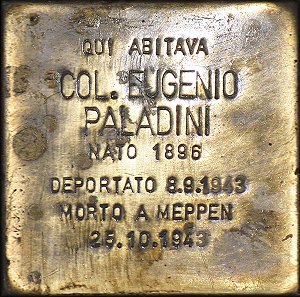 QUI ABITAVA
COL. EUGENIO
PALADINI
NATO 1896
DEPORTATO 8.9.1943
MORTO A MEPPEN
25.10.1943